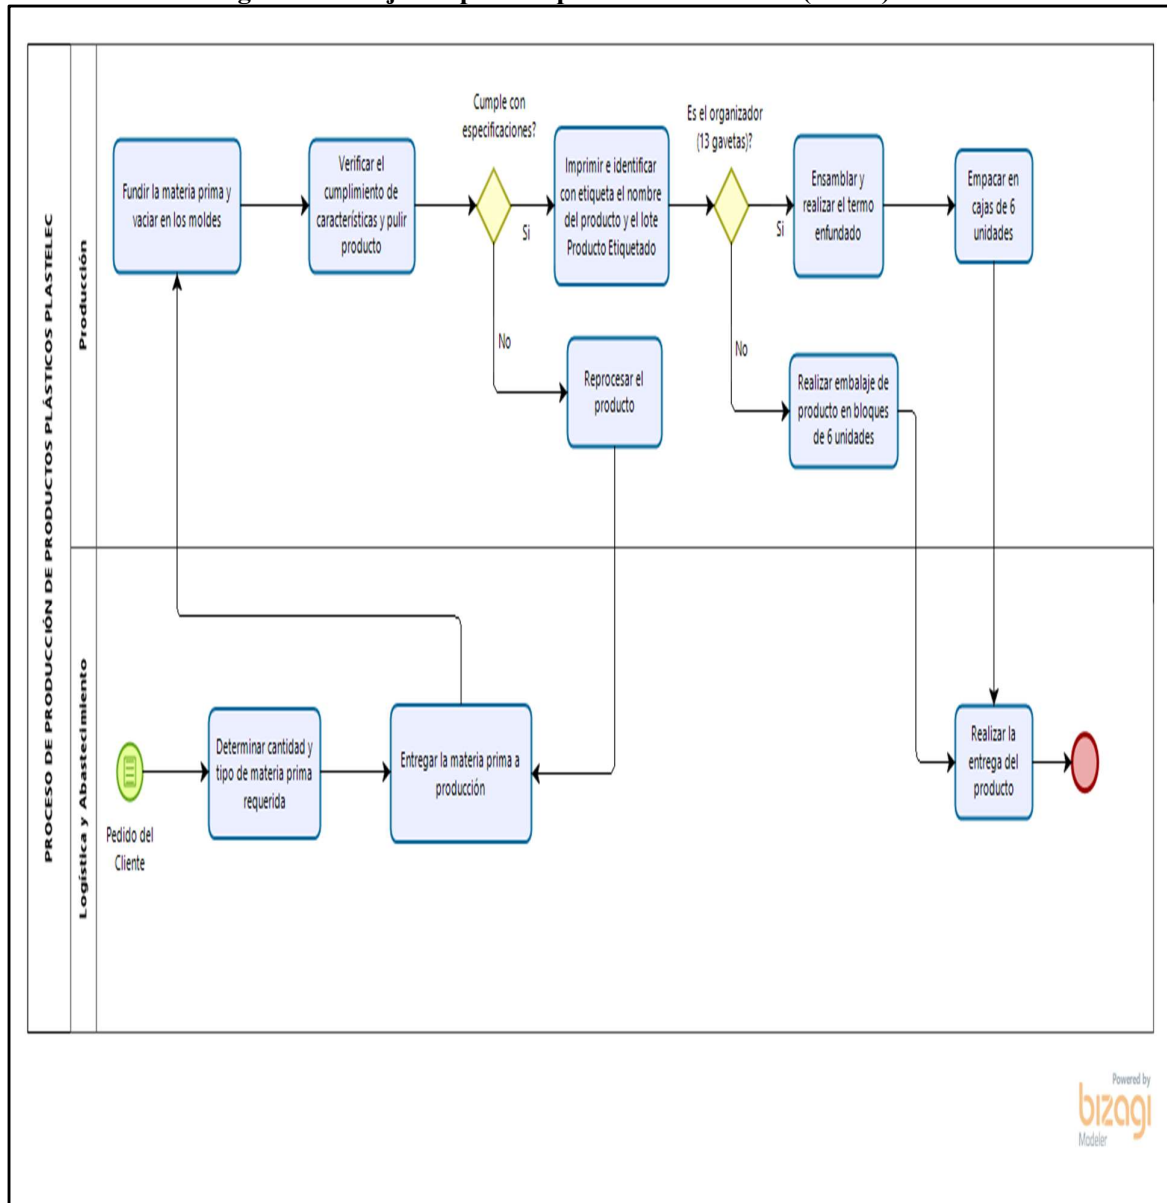 PROCESO DE PRODUCCIÓN DE PRODUCTOS PLÁSTICOS PLASTELEC
Producción
Fundir la materia prima y
vaciar en los moldes
Verificar el
cumplimiento de
características y pulir
producto
Cumple con
especificaciones?
Si
No
Imprimir e identificar
con etiqueta el nombre
del producto y el lote
Producto Etiquetado
Reprocesar el
producto
Es el organizador
(13 gavetas)?
Si
No
Ensamblar y
realizar el termo
enfundado
Empacar en
cajas de 6
unidades
Realizar embalaje de
producto en bloques
de 6 unidades
Logística y Abastecimiento
Pedido del
Cliente
Determinar cantidad y
tipo de materia prima
requerida
Entregar la materia prima a
producción
Realizar la
entrega del
producto
Powered by
bizagi
Modeler